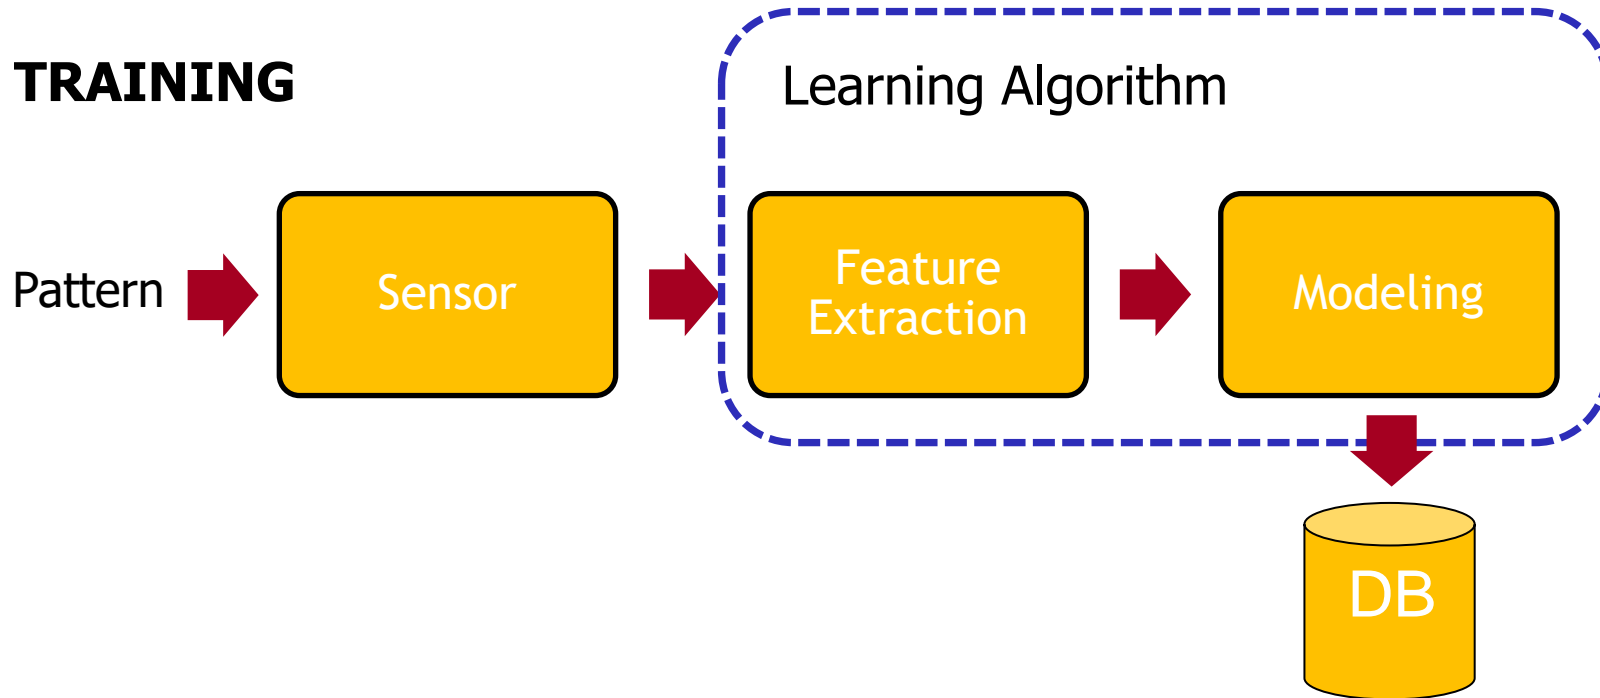 TRAINING
Learning Algorithm
Pattern
Sensor
Feature
Extraction
Modeling
DB